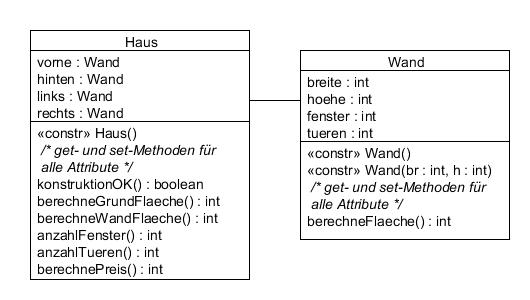 Haus
vorne : Wand
hinten : Wand
links : Wand
rechts : Wand
«constr» Haus()
/* get- und set-Methoden für
alle Attribute */
konstruktionOK() : boolean
berechneGrundFlaeche() : int
berechneWandFlaeche() : int
anzahlFenster() : int
anzahlTueren() : int
berechnePreis() : int
Wand
breite : int
hoehe : int
fenster : int
tueren : int
«constr» Wand()
«constr» Wand(br : int, h : int)
/* get- und set-Methoden für
alle Attribute */
berechneFlaeche() : int